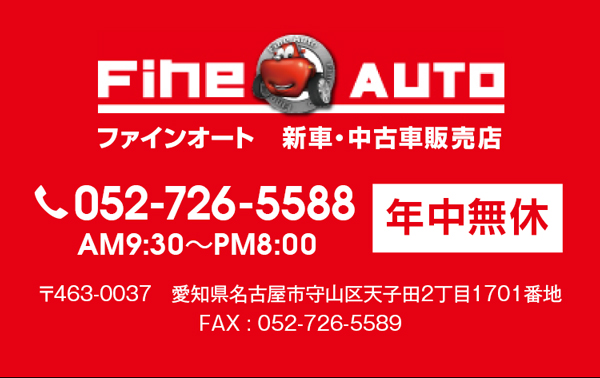 Fine AUTO
ファインオート 新車・中古車販売店
052-726-5588
年中無休
AM9:30〜PM8:00
〒463-0037 愛知県名古屋市守山区天子田2丁目1701番地
FAX : 052-726-5589